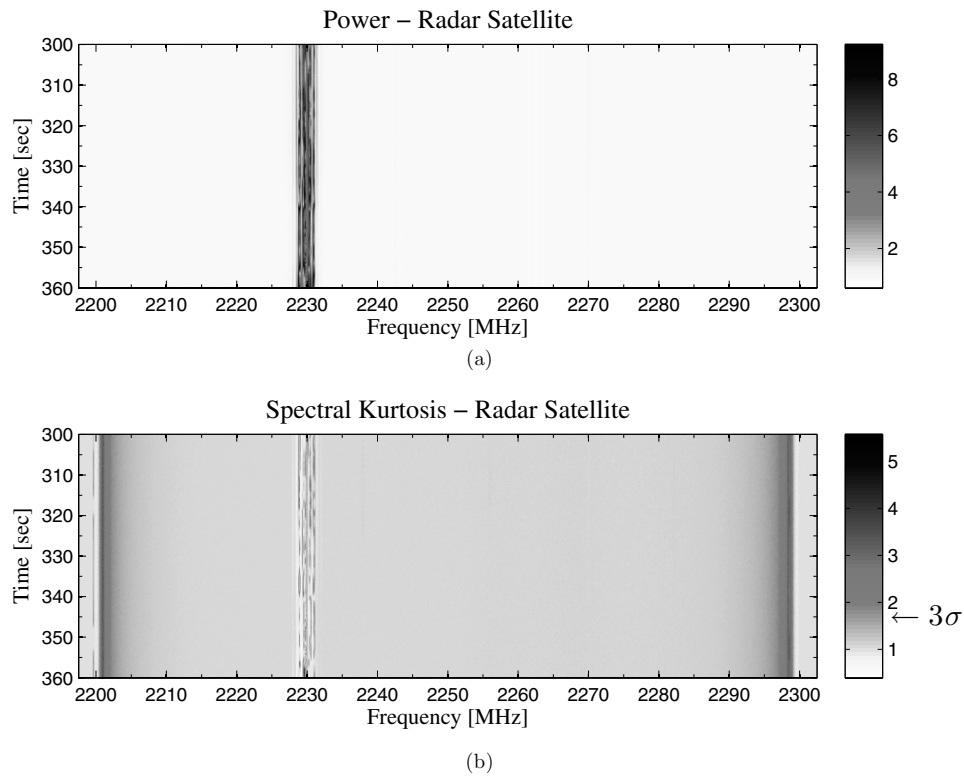 Power – Radar Satellite
300
310
320
330
340
350
360
Time [sec]
2200 2210 2220 2230 2240 2250 2260 2270 2280 2290 2300
Frequency [MHz]
8
6
4
2
(a)
Spectral Kurtosis – Radar Satellite
300
310
320
330
340
350
360
Time [sec]
2200 2210 2220 2230 2240 2250 2260 2270 2280 2290 2300
Frequency [MHz]
5
4
3
2
← 3σ
1
(b)